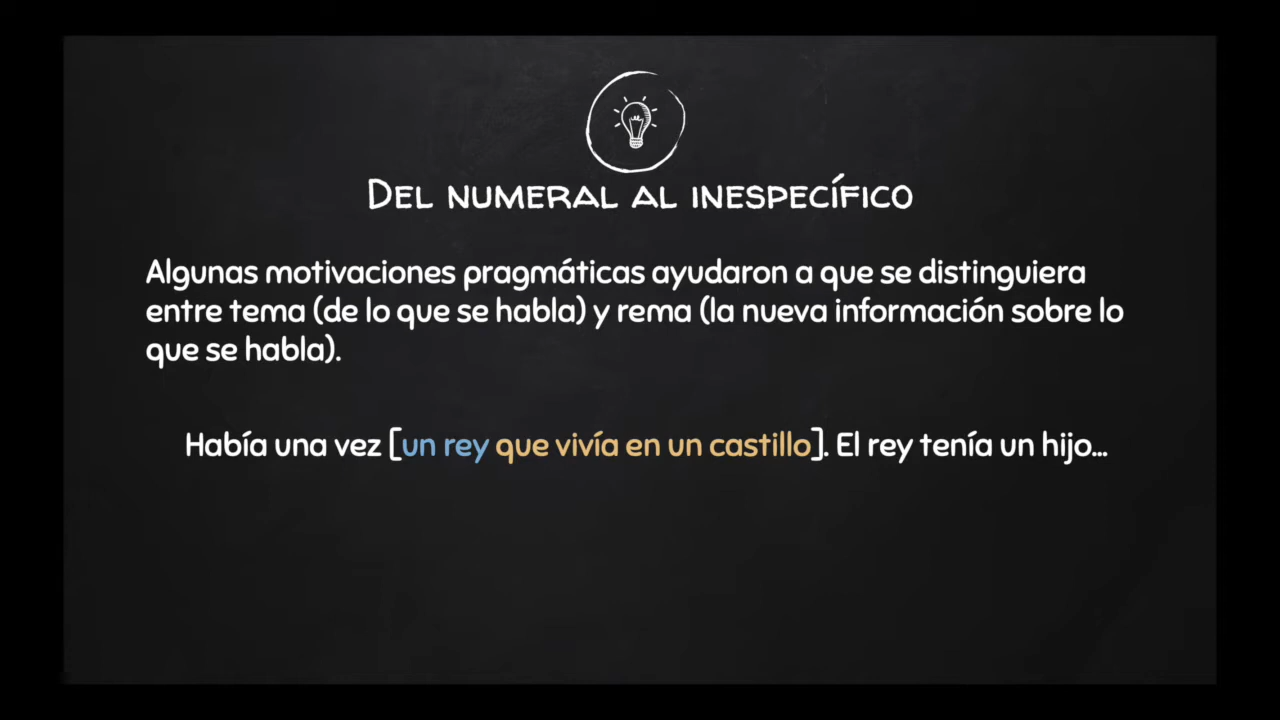 Del numeral al inespecífico
Algunas motivaciones pragmáticas ayudaron a que se distinguiera
entre tema (de lo que se habla) y rema (la nueva información sobre lo
que se habla).
Había una vez [un rey que vivía en un castillo]. El rey tenía un hijo...